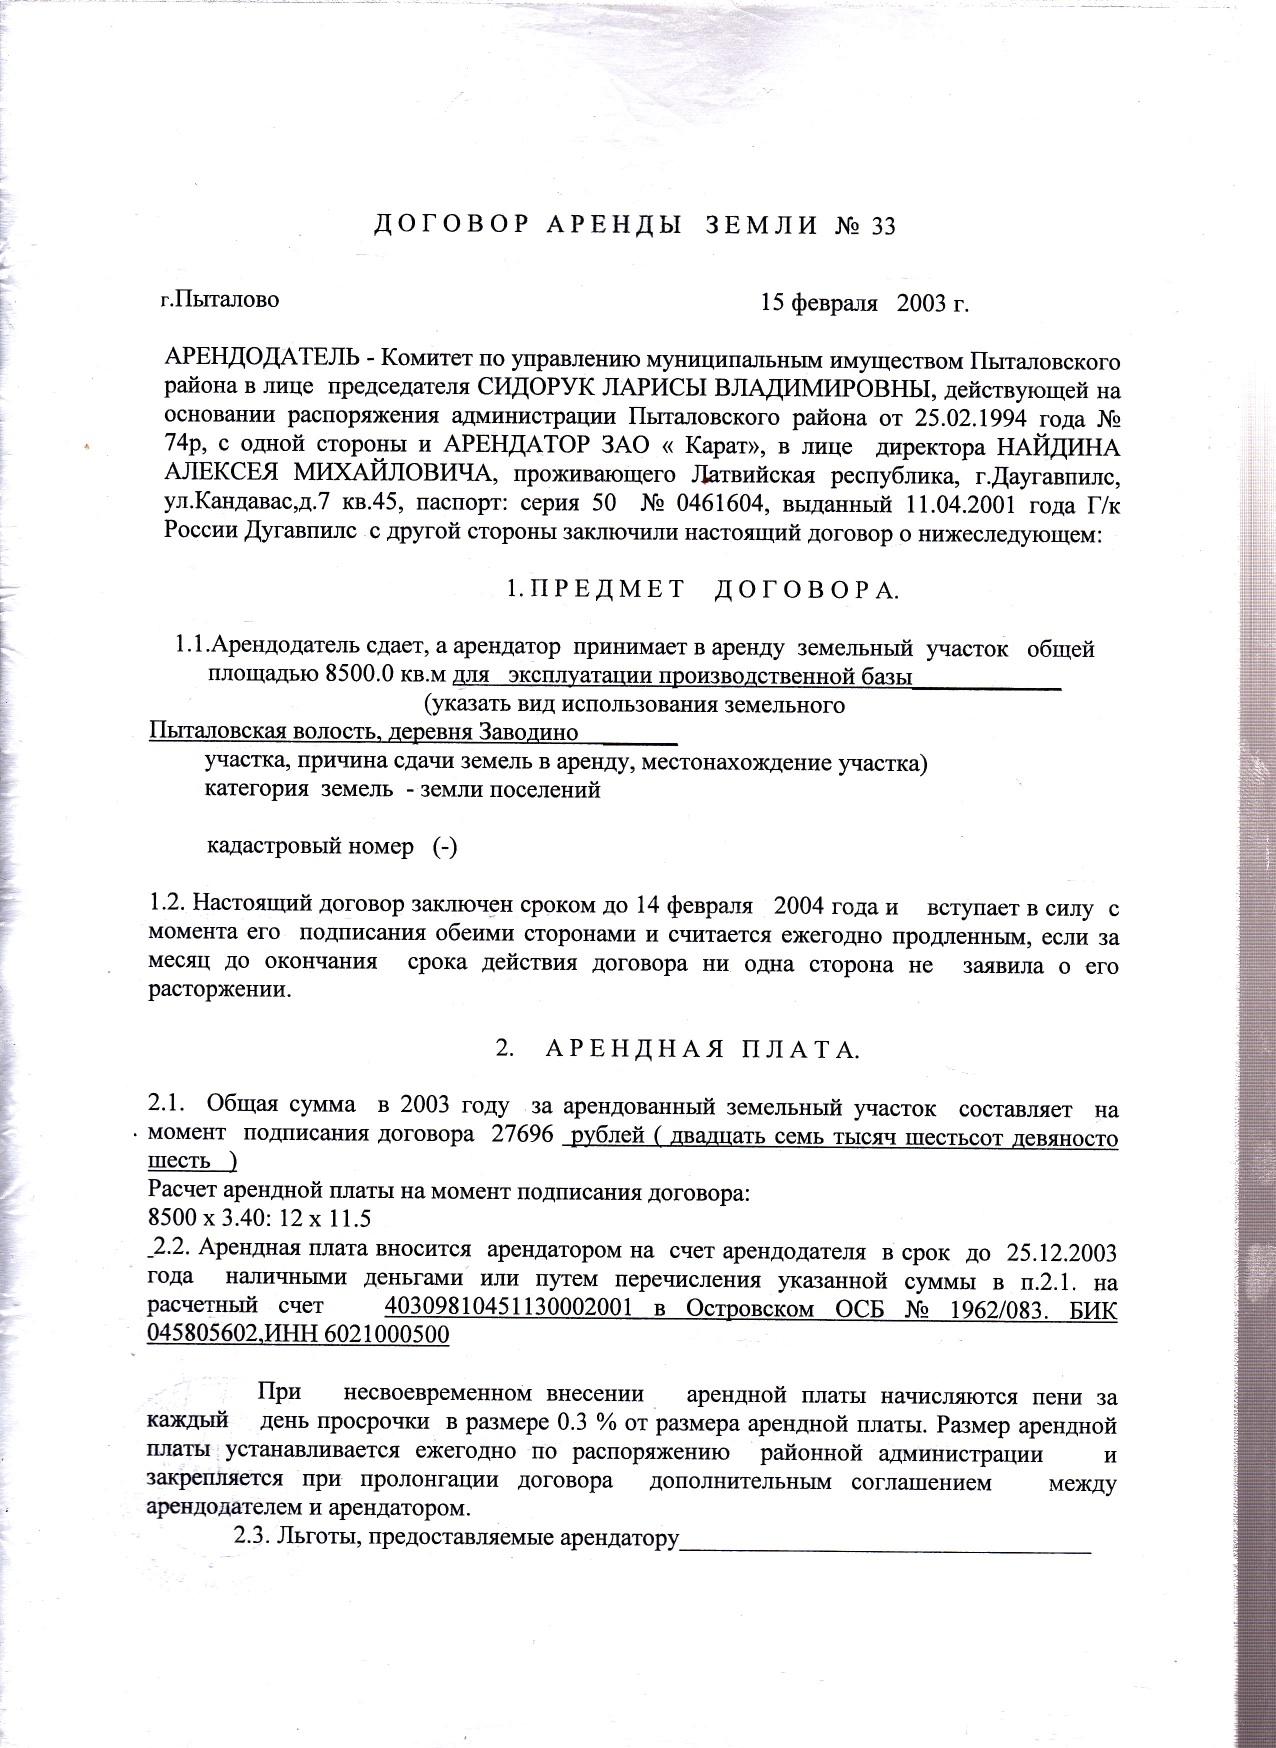 ДОГОВОР АРЕНДЫ ЗЕМЛИ № 33
г.Пыталово 15 февраля 2003 г.
АРЕНДОДАТЕЛЬ - Комитет по управлению муниципальным имуществом Пыталовского
района в лице председателя СИДОРУК ЛАРИСЫ ВЛАДИМИРОВНЫ, действующей на
основании распоряжения администрации Пыталовского района от 25.02.1994 года №
74р, с одной стороны и АРЕНДАТОР ЗАО « Карат», в лице директора НАЙДИНА
АЛЕКСЕЯ МИХАЙЛОВИЧА, проживающего Латвийская республика, г.Даугавпилс,
ул.Кандавас,д.7 кв.45, паспорт: серия 50 № 0461604, выданный 11.04.2001 года Г/к
России Дугавпилс с другой стороны заключили настоящий договор о нижеследующем:
1. ПРЕДМЕТ ДОГОВОРА.
1.1.Арендодатель сдает, а арендатор принимает в аренду земельный участок общей
площадью 8500.0 кв.м для эксплуатации производственной базы____________
(указать вид использования земельного
Пыталовская волость, деревня Заводино ______
участка, причина сдачи земель в аренду, местонахождение участка)
категория земель - земли поселений
кадастровый номер (-)
1.2. Настоящий договор заключен сроком до 14 февраля 2004 года и вступает в силу с
момента его подписания обеими сторонами и считается ежегодно продленным, если за
месяц до окончания срока действия договора ни одна сторона не заявила о его
расторжении.
2. АРЕНДНАЯ ПЛАТА.
2.1. Общая сумма в 2003 году за арендованный земельный участок составляет на
момент подписания договора 27696 рублей ( двадцать семь тысяч шестьсот девяносто
шесть )
Расчет арендной платы на момент подписания договора:
8500 х 3.40: 12 х 11.5
2.2. Арендная плата вносится арендатором на счет арендодателя в срок до 25.12.2003
года наличными деньгами или путем перечисления указанной суммы в п.2.1. на
расчетный счет 40309810451130002001 в Островском ОСБ № 1962/083. БИК
045805602,ИНН 6021000500
При несвоевременном внесении арендной платы начисляются пени за
каждый день просрочки в размере 0.3 % от размера арендной платы. Размер арендной
платы устанавливается ежегодно по распоряжению районной администрации и
закрепляется при пролонгации договора дополнительным соглашением между
арендодателем и арендатором.
2.3. Льготы, предоставляемые арендатору_________________________________